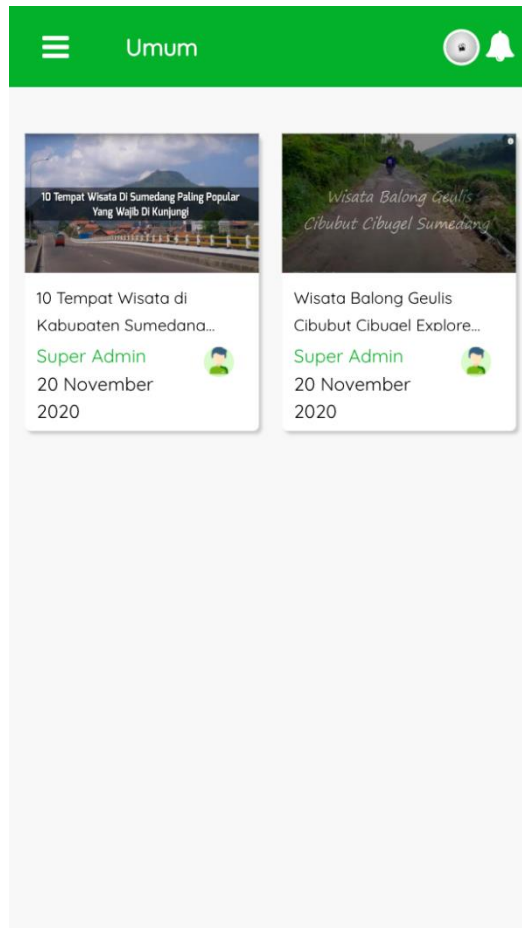 Umum
10 Tempat Wisata Di Sumedang Paling Popular
Yang Wajib Di Kunjungi
10 Tempat Wisata di
Kabupaten Sumedang...
Super Admin
20 November
2020
Wisata Balong Geulis
Cibubut Cibugel Sumedang
Wisata Balong Geulis
Cibubut Cibugel Explore...
Super Admin
20 November
2020